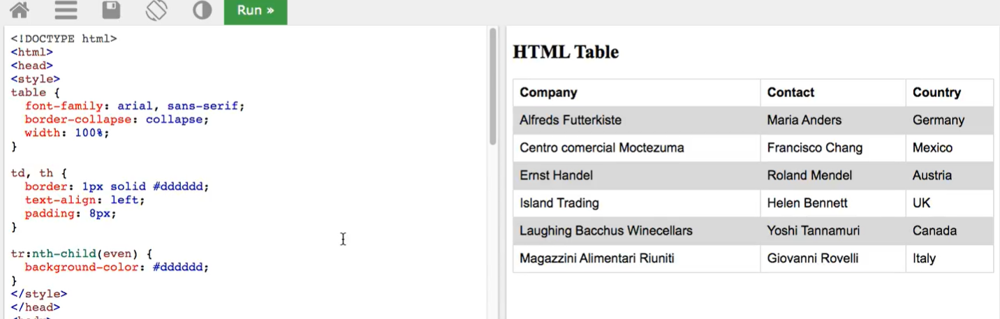 Run »
<!DOCTYPE html>
<html>
<head>
<style>
table {
  font-family: arial, sans-serif;
  border-collapse: collapse;
  width: 100%;
}
td, th {
  border: 1px solid #dddddd;
  text-align: left;
  padding: 8px;
}
tr:nth-child(even) {
  background-color: #dddddd;
}
</style>
</head>
<body>
HTML Table
Company Contact Country
Alfreds Futterkiste Maria Anders Germany
Centro comercial Moctezuma Francisco Chang Mexico
Ernst Handel Roland Mendel Austria
Island Trading Helen Bennett UK
Laughing Bacchus Winecellars Yoshi Tannamuri Canada
Magazzini Alimentari Riuniti Giovanni Rovelli Italy